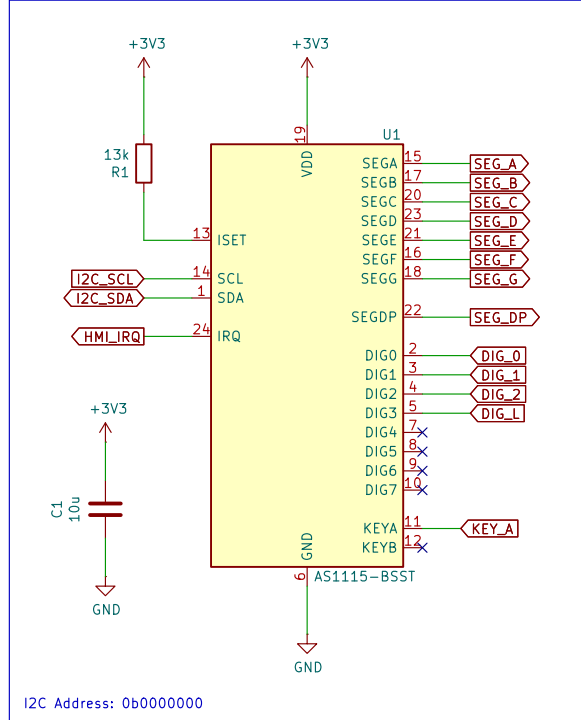 +3V3
+3V3
13k
R1
19
VDD
U1
SEGA 15 SEG_A
SEGB 17 SEG_B
SEGC 20 SEG_C
SEGD 23 SEG_D
13 ISET
SEGE 21 SEG_E
SEGF 16 SEG_F
I2C_SCL 14 SCL
SEGG 18 SEG_G
I2C_SDA 1 SDA
SEGDP 22 SEG_DP
HMI_IRQ 24 IRQ
DIG0 2 DIG_0
DIG1 3 DIG_1
DIG2 4 DIG_2
DIG3 5 DIG_L
DIG4 7
DIG5 8
DIG6 9
DIG7 10
+3V3
C1
10u
GND
KEYA 11 KEY_A
KEYB 12
GND
6
AS1115-BSST
GND
I2C Address: 0b0000000